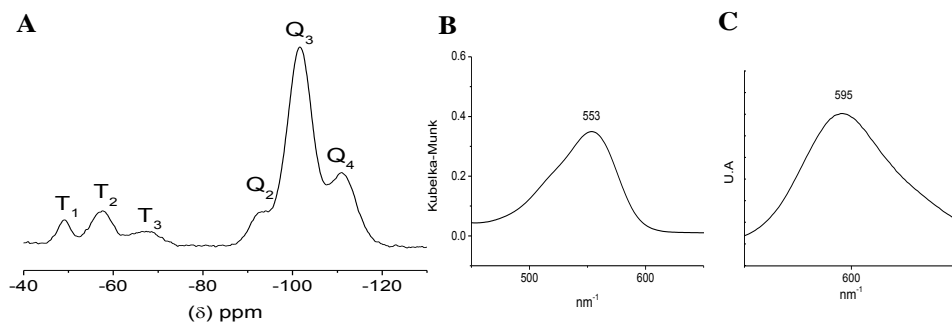 A
T1
T2
T3
Q2
Q3
Q4
-40
-60
-80
-100
-120
(δ) ppm
B
Kubelka-Munk
0.6
0.4
0.2
0.0
553
500
600
nm-1
C
U.A
595
600
nm-1